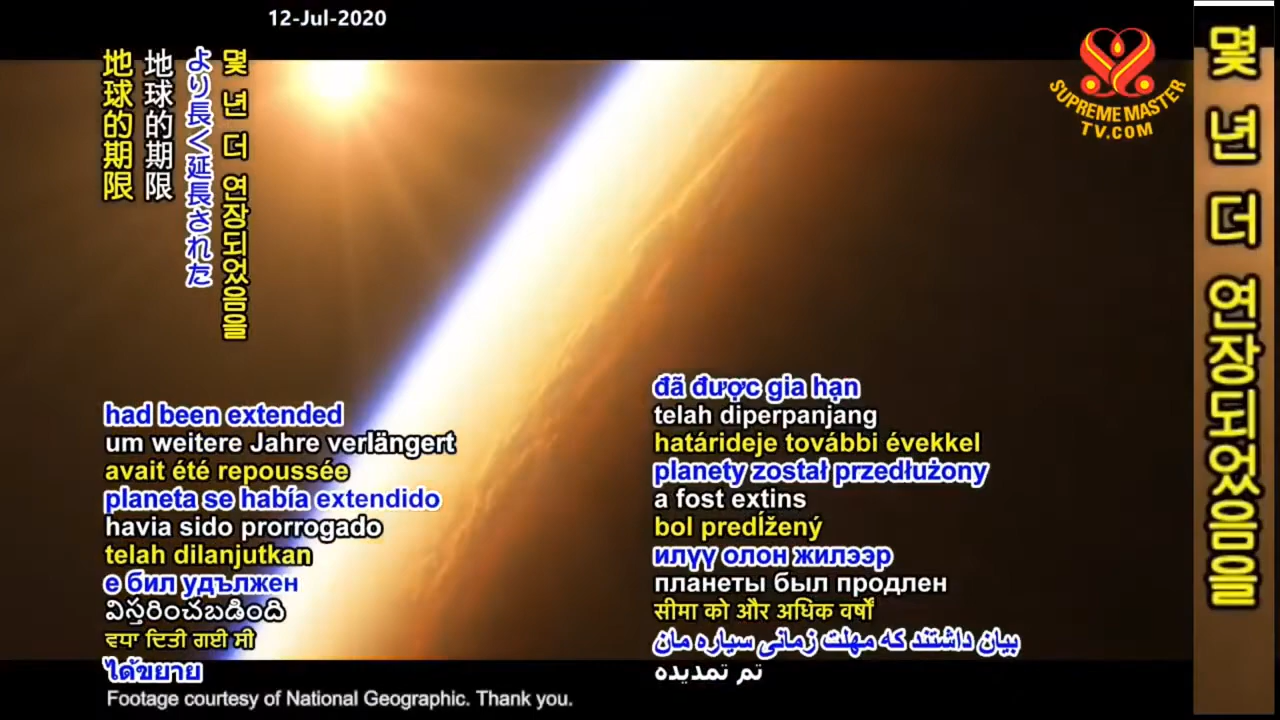 12-Jul-2020
SUPREME MASTER
TV.COM
몇 년 더 연장되었음을
より長く延長された
地球的期限
地球的期限
몇 년 더 연장되었음을
had been extended
um weitere Jahre verlängert
avait été repoussée
planeta se había extendido
havia sido prorrogado
telah dilanjutkan
е бил удължен
విస్తరించబడింది
ਵਧਾ ਦਿਤੀ ਗਈ ਸੀ
ได้ขยาย
đã được gia hạn
telah diperpanjang
határideje további évekkel
planety został przedłużony
a fost extins
bol predĺžený
илүү олон жилээр
планеты был продлен
सीमा को और अधिक वर्षों
بیان داشتند که مهلت زمانی سیاره مان
تم تمديده
Footage courtesy of National Geographic. Thank you.